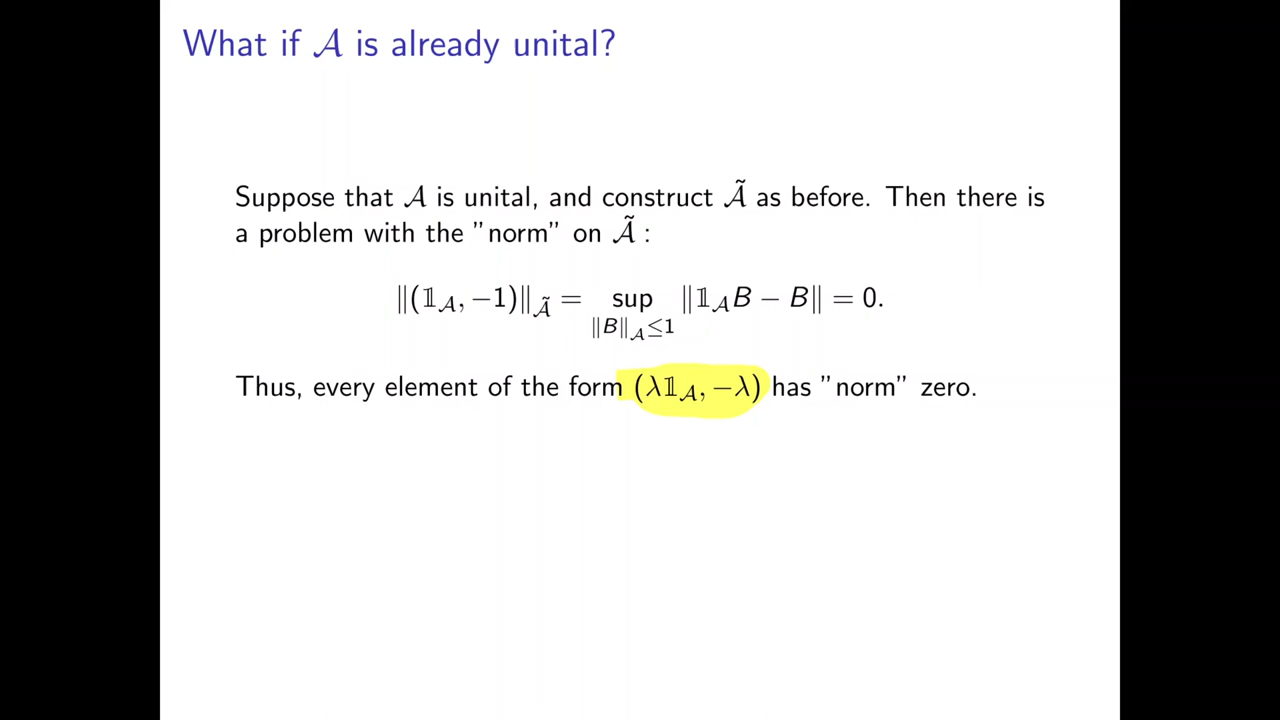 What if 𝒜 is already unital?
Suppose that 𝒜 is unital, and construct 𝒜̃ as before. Then there is
a problem with the ”norm” on 𝒜̃ :
‖(𝟙_𝒜, −1)‖_𝒜̃ = sup_{‖B‖_𝒜≤1} ‖𝟙_𝒜B − B‖ = 0.
Thus, every element of the form (λ𝟙_𝒜, −λ) has ”norm” zero.